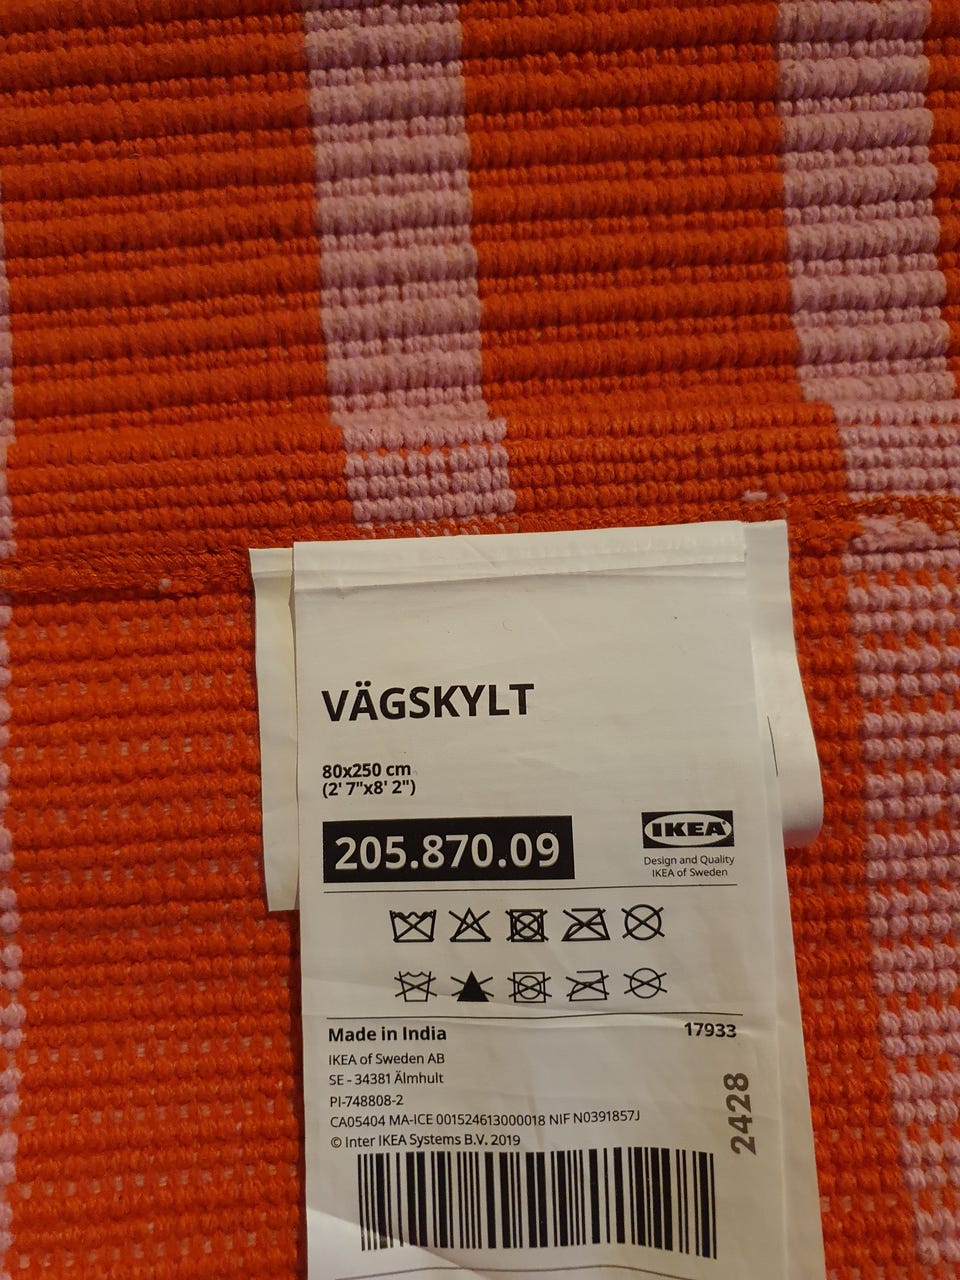 VÄGSKYLT
80x250 cm
(2' 7"x8' 2")
205.870.09
IKEA
Design and Quality
IKEA of Sweden
Made in India
17933
IKEA of Sweden AB
SE - 34381 Älmhult
PI-748808-2
CA05404 MA-ICE 001524613000018 NIF N0391857J
© Inter IKEA Systems B.V. 2019
2428